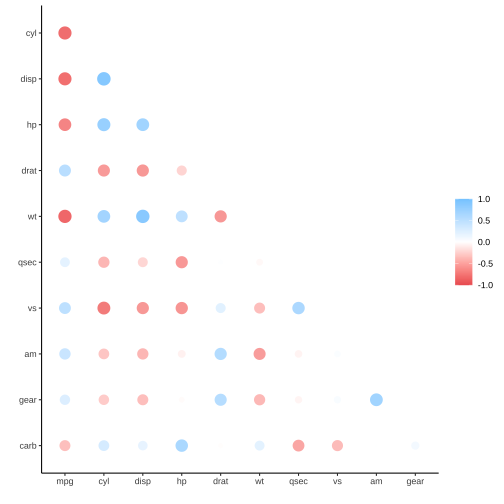 cyl
disp
hp
drat
wt
qsec
vs
am
gear
carb
mpg cyl disp hp drat wt qsec vs am gear
1.0
0.5
0.0
-0.5
-1.0